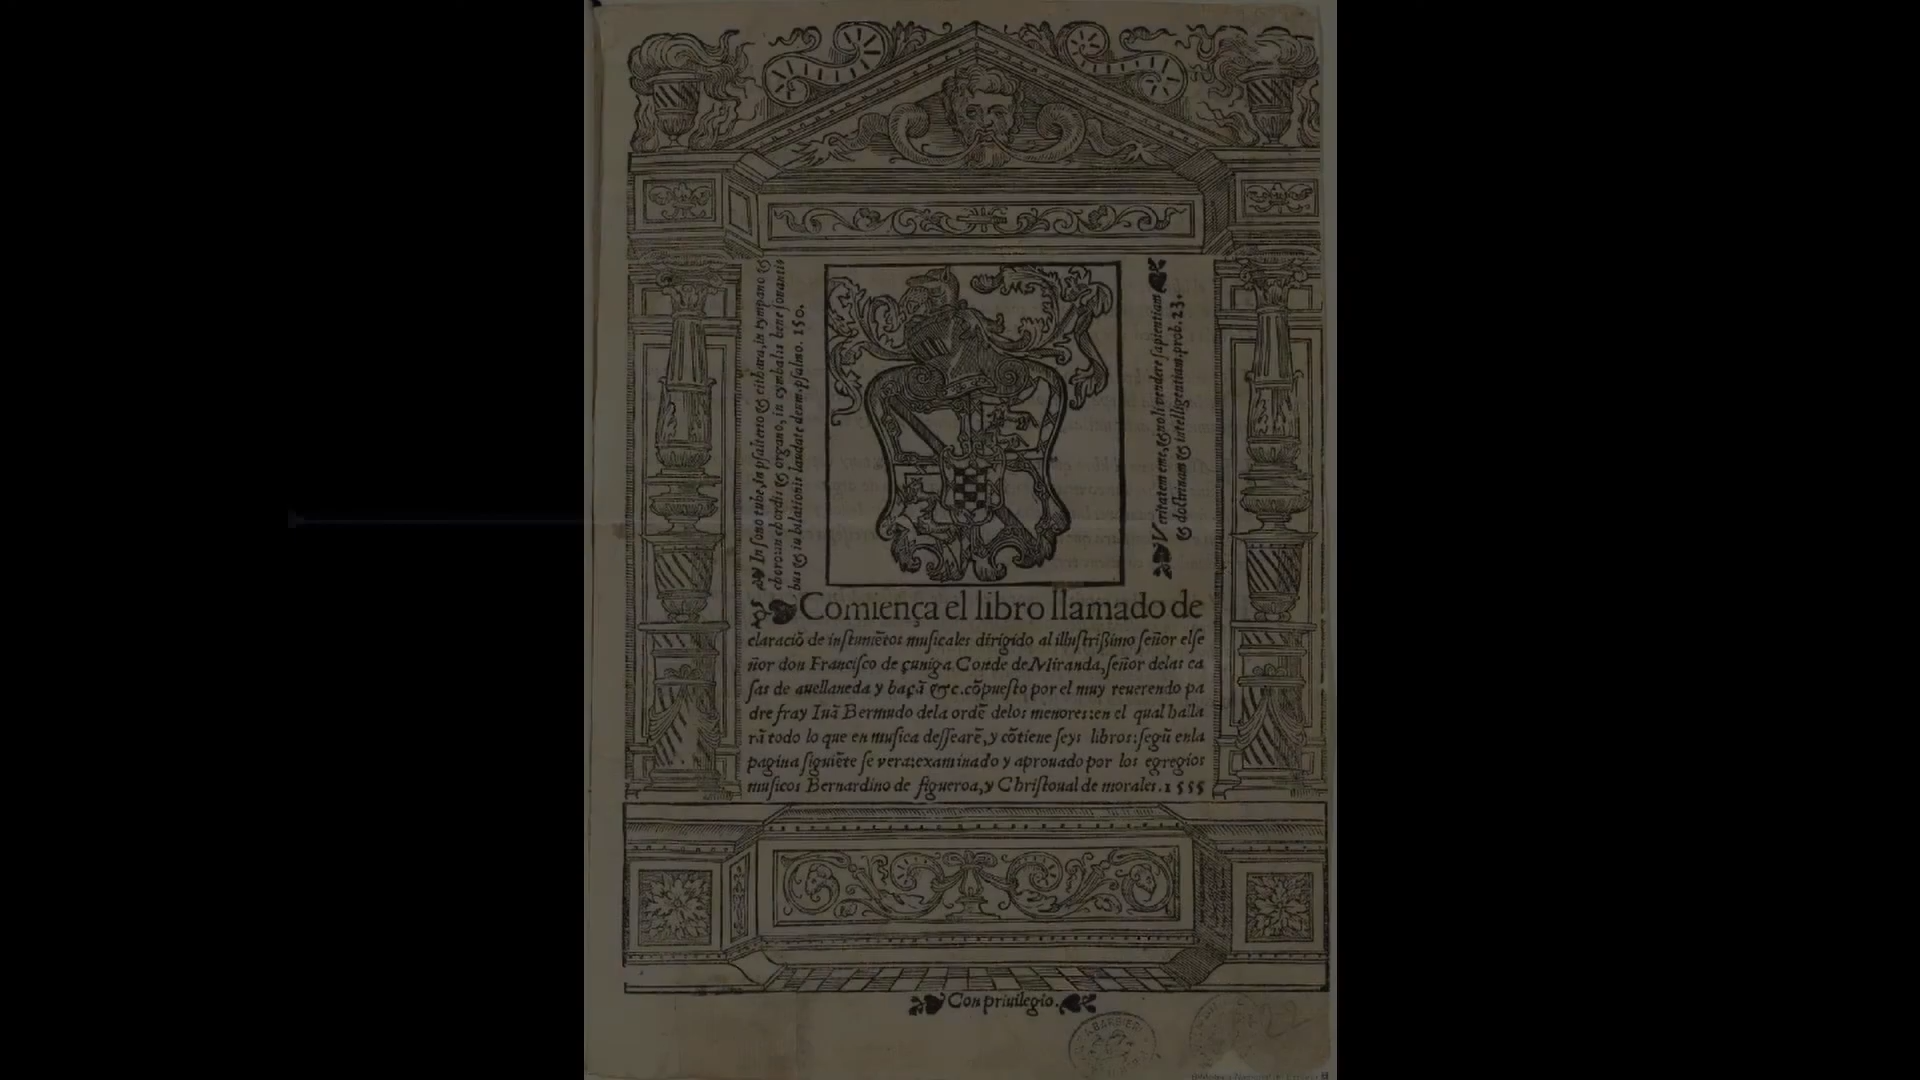 In sono tube, in psalterio & cithara, in tympano &
choro: in chordis & organo, in cymbalis bene sonantis
bus & iubilationis laudate deum. psalmo. 150.
Veritatem eme, & noli vendere sapientiam
& doctrinam & intelligentiam. prob. 23.
Comiença el libro llamado de
claraciõ de instumẽtos musicales dirigido al illustrißimo señor el se
ñor don Francisco de çuniga Conde de Miranda, señor delas ca
sas de auellaneda y baçã &c. cõpuesto por el muy reuerendo pa
dre fray Iuã Bermudo dela ordẽ delos menores: en el qual halla
rã todo lo que en musica dessearẽ, y cõtiene seys libros: segũ enla
pagina siguiẽte se vera: examinado y aprouado por los egregios
musicos Bernardino de figueroa, y Christoual de morales. 1555
Con priuilegio.
BARBIERI